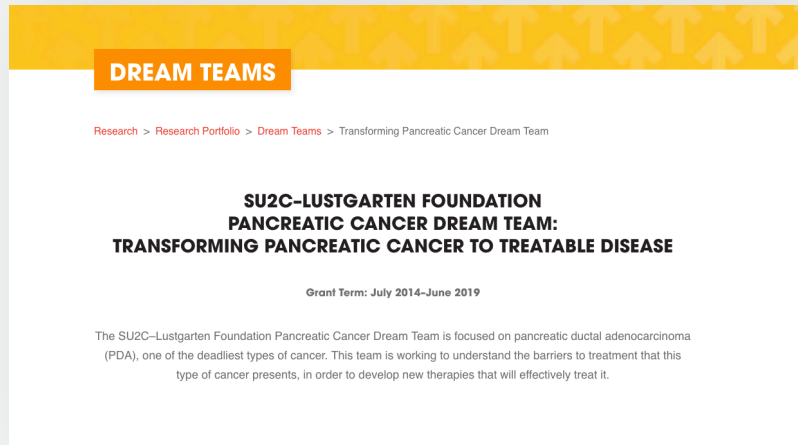 DREAM TEAMS
Research > Research Portfolio > Dream Teams > Transforming Pancreatic Cancer Dream Team
SU2C–LUSTGARTEN FOUNDATION
PANCREATIC CANCER DREAM TEAM:
TRANSFORMING PANCREATIC CANCER TO TREATABLE DISEASE
Grant Term: July 2014–June 2019
The SU2C–Lustgarten Foundation Pancreatic Cancer Dream Team is focused on pancreatic ductal adenocarcinoma
(PDA), one of the deadliest types of cancer. This team is working to understand the barriers to treatment that this
type of cancer presents, in order to develop new therapies that will effectively treat it.